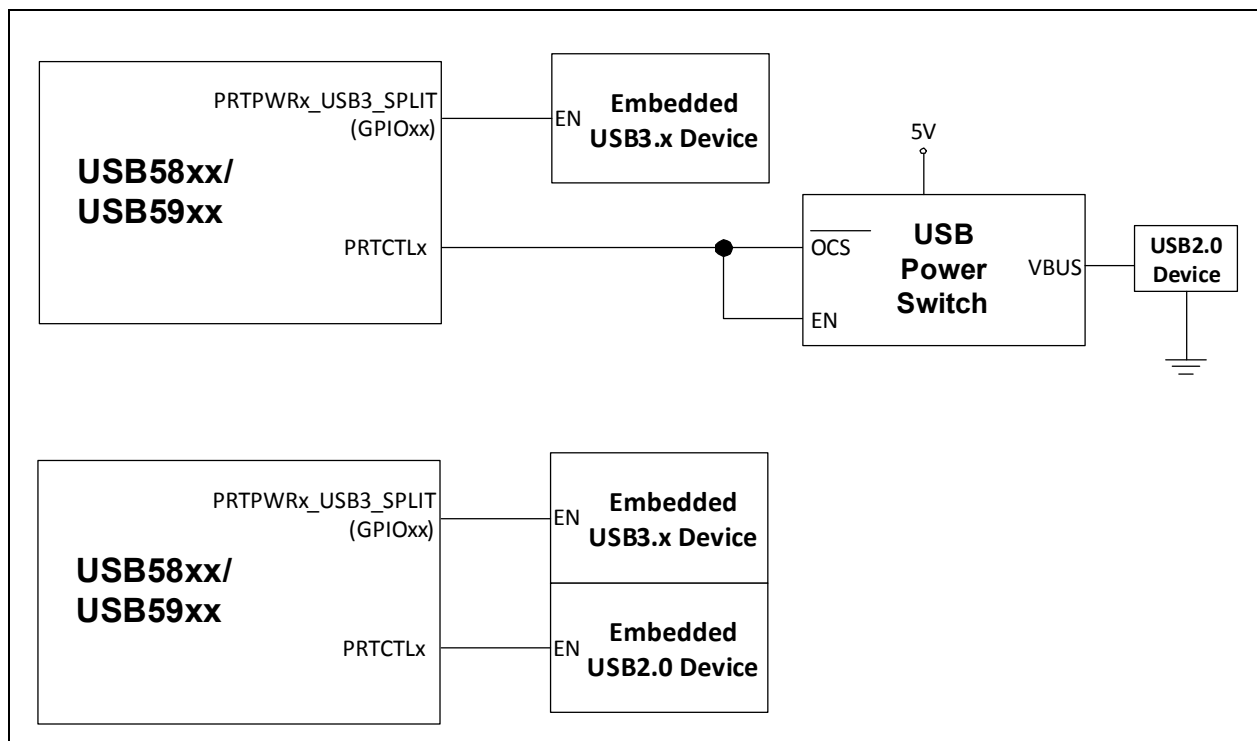 PRTPWRx_USB3_SPLIT
(GPIOxx)
USB58xx/
USB59xx
PRTCTLx
EN
Embedded
USB3.x Device
5V
OCS
EN
USB
Power
Switch
VBUS
USB2.0
Device
PRTPWRx_USB3_SPLIT
(GPIOxx)
USB58xx/
USB59xx
PRTCTLx
EN
Embedded
USB3.x Device
EN
Embedded
USB2.0 Device